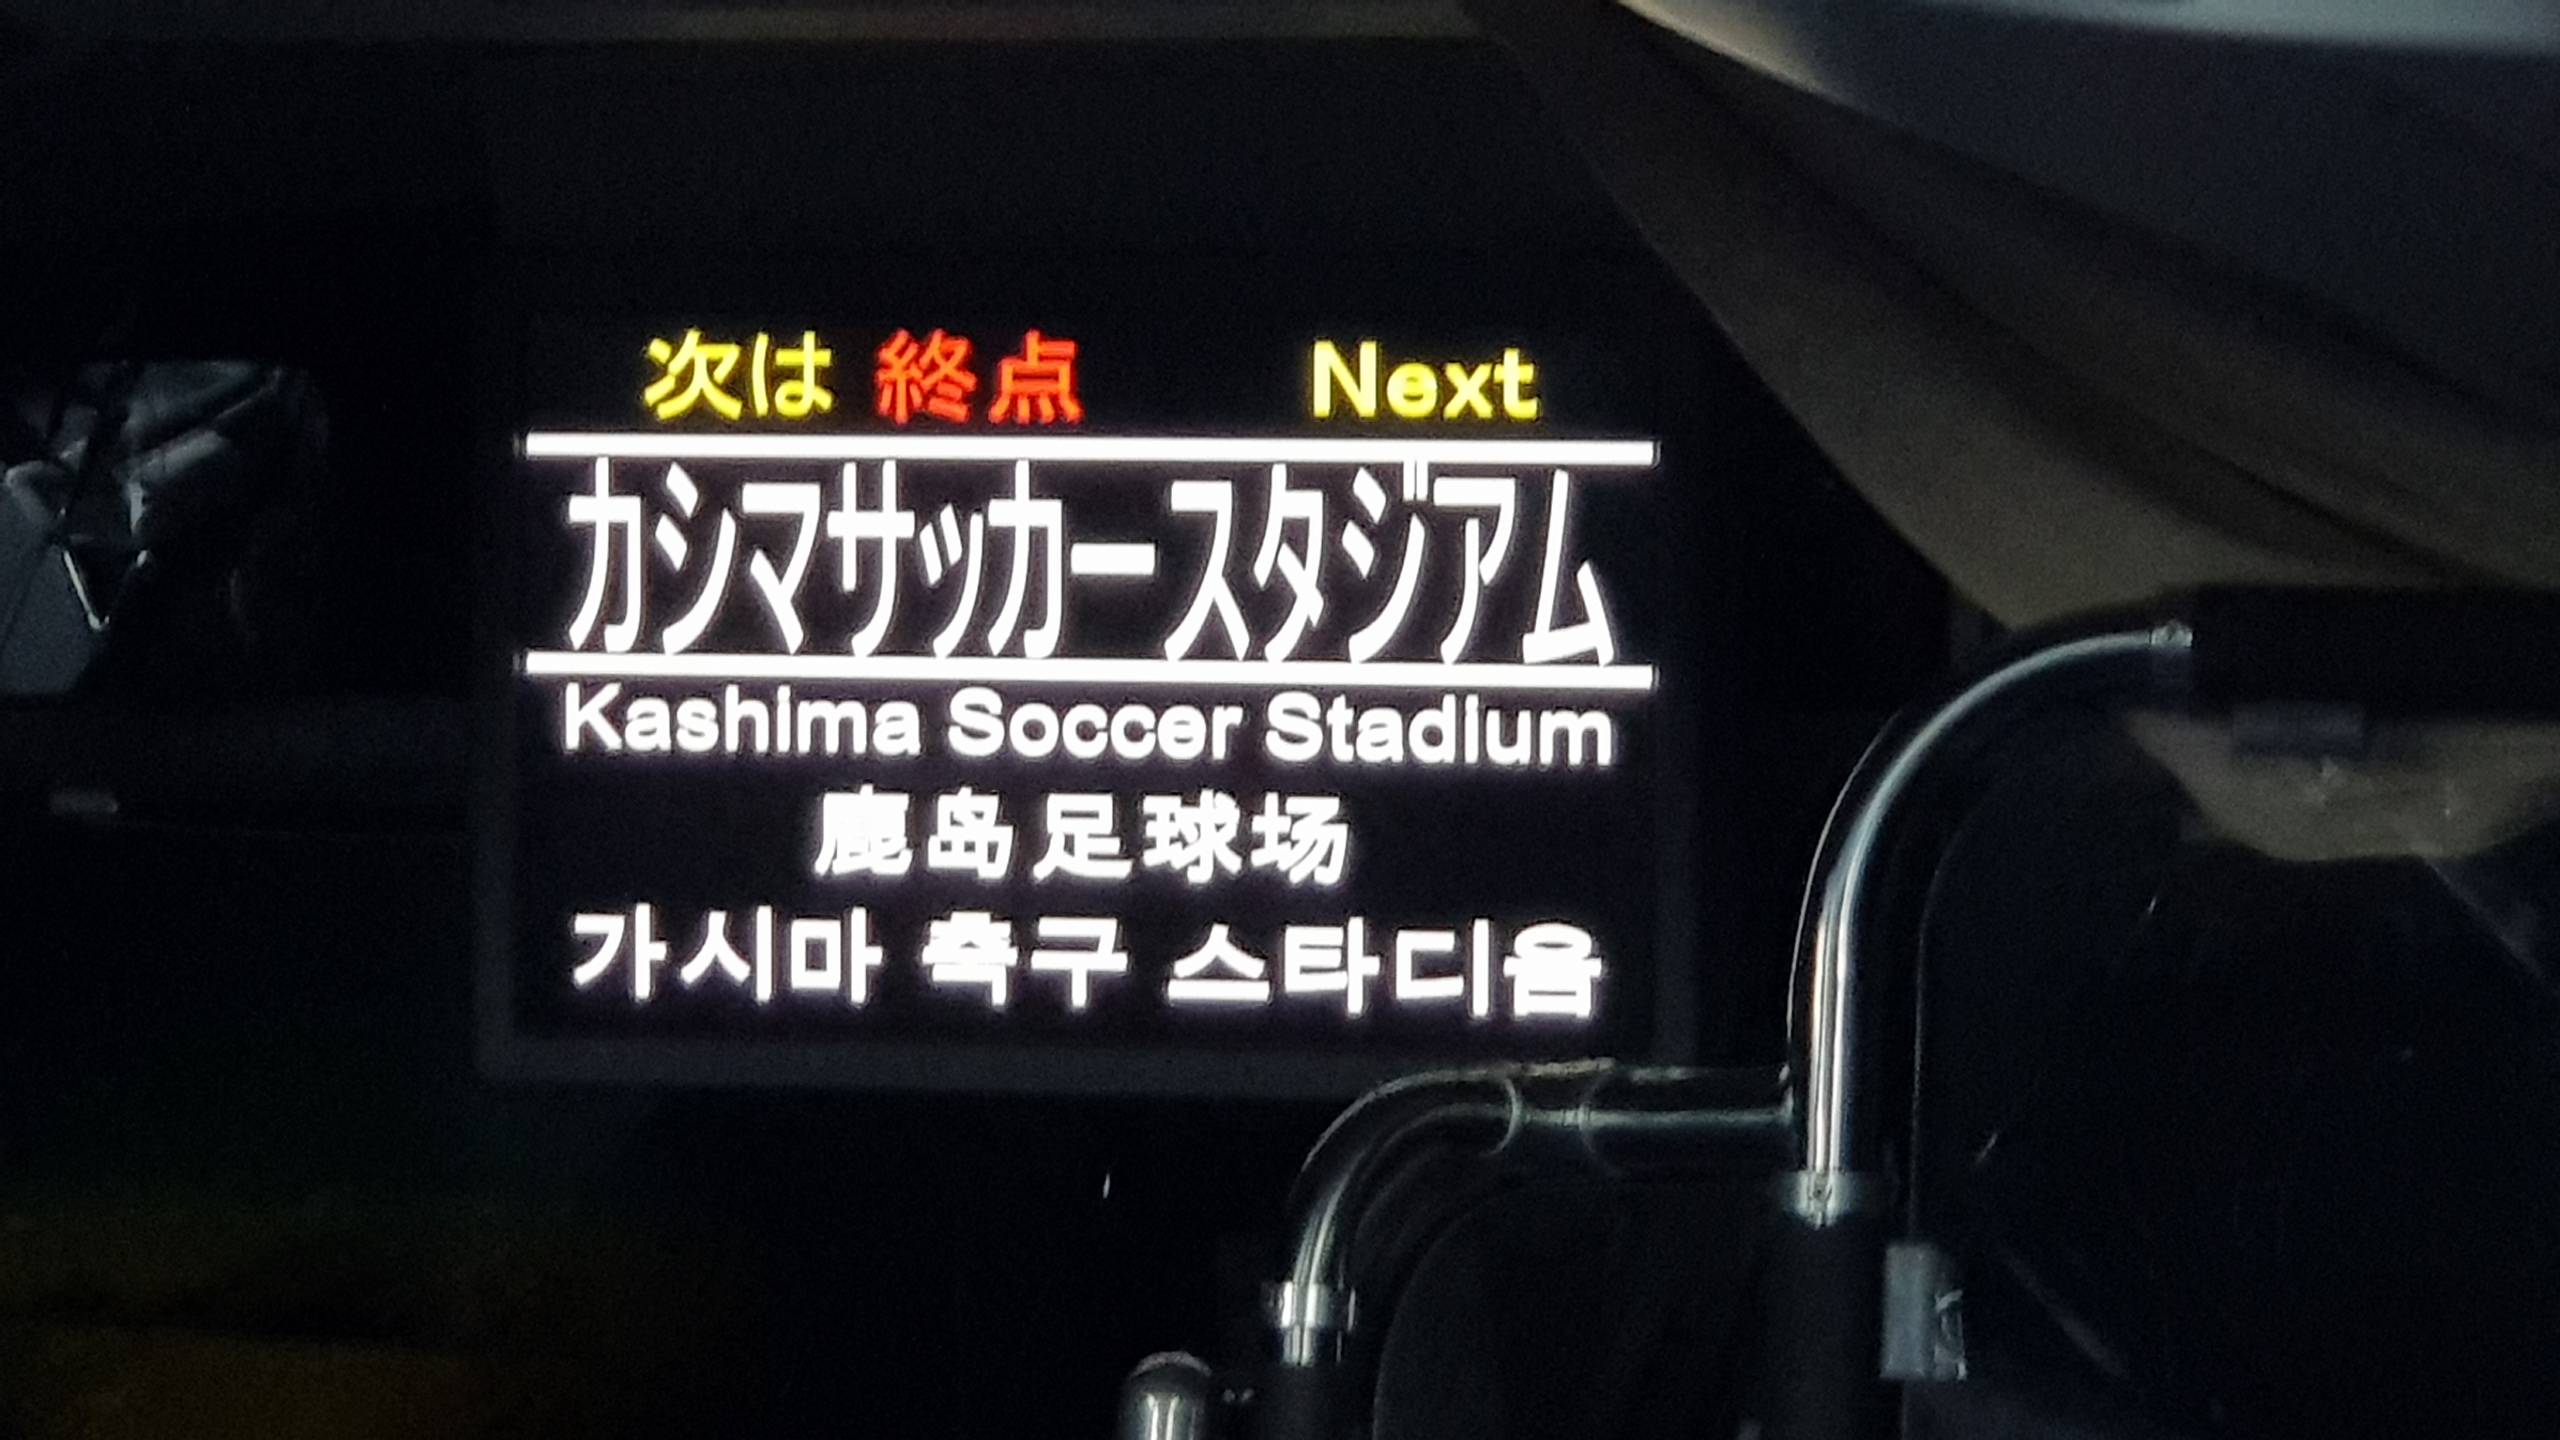 次は 終点 Next
カシマサッカースタジアム
Kashima Soccer Stadium
鹿岛足球场
가시마 축구 스타디움